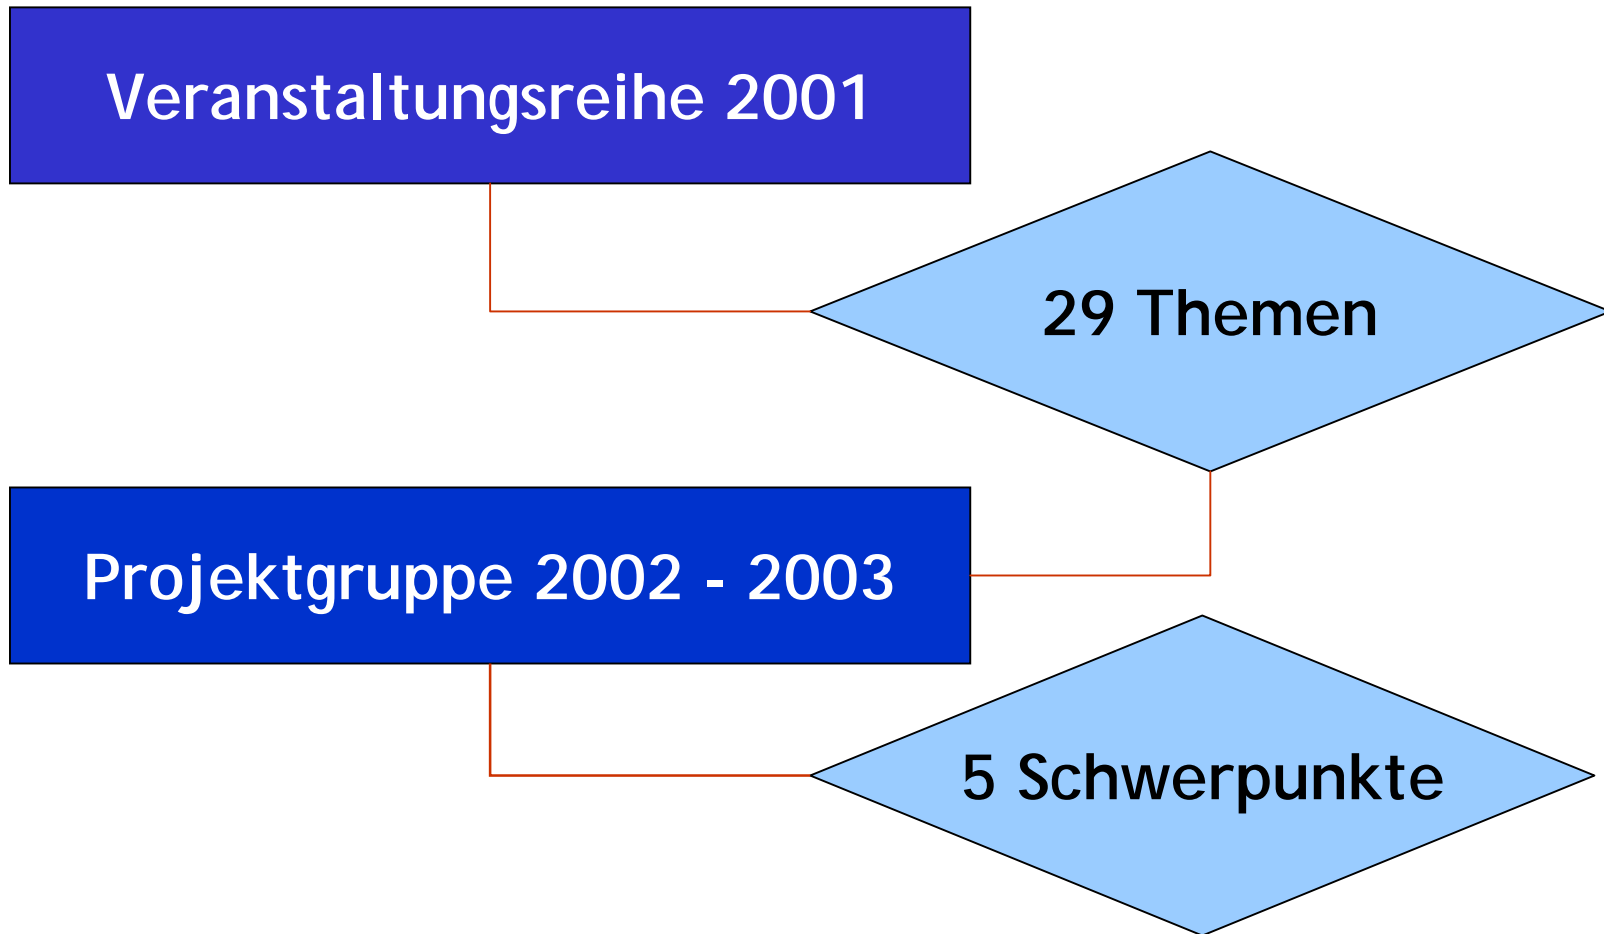 Veranstaltungsreihe 2001
29 Themen
Projektgruppe 2002 - 2003
5 Schwerpunkte